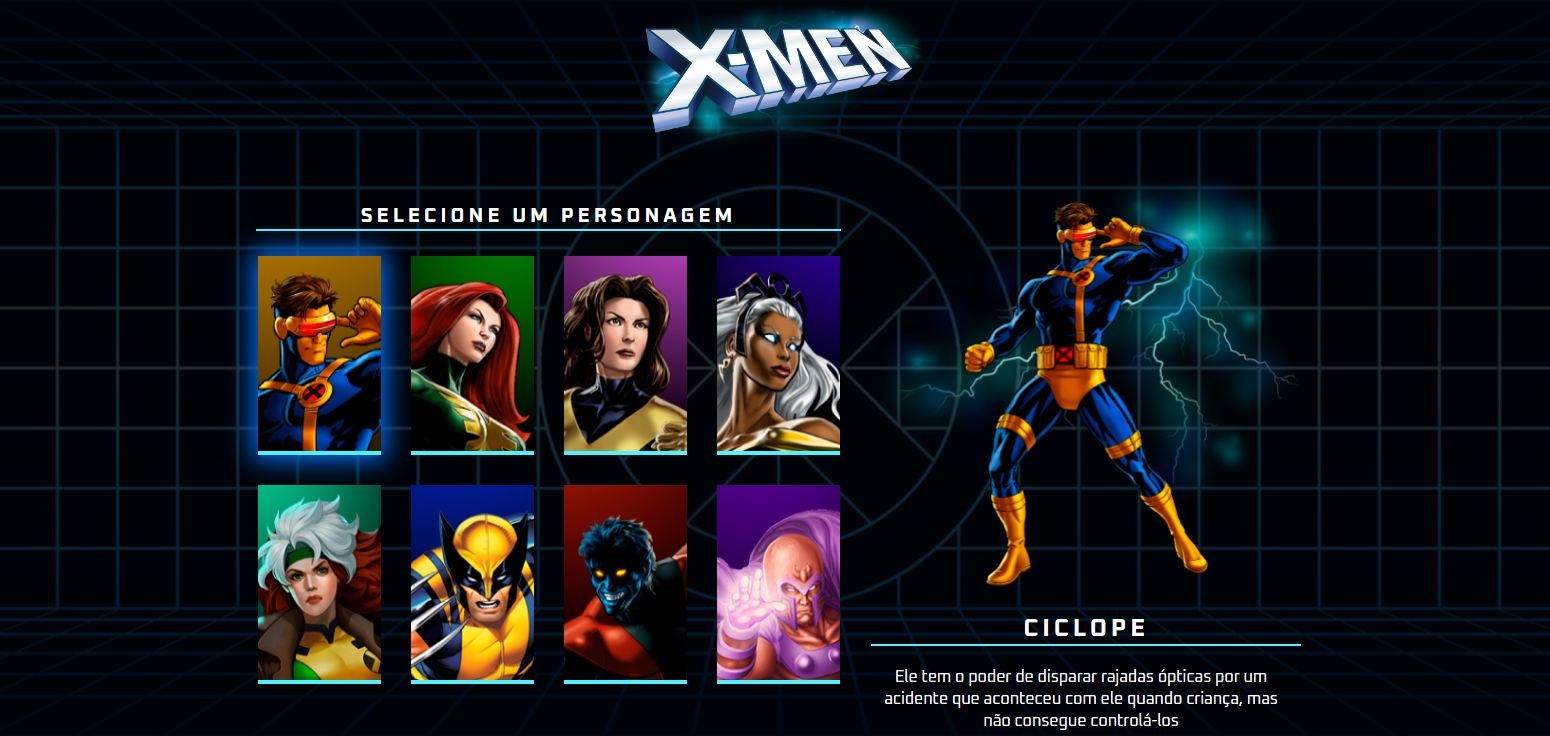 X-MEN
SELECIONE UM PERSONAGEM
CICLOPE
Ele tem o poder de disparar rajadas ópticas por um
acidente que aconteceu com ele quando criança, mas
não consegue controlá-los